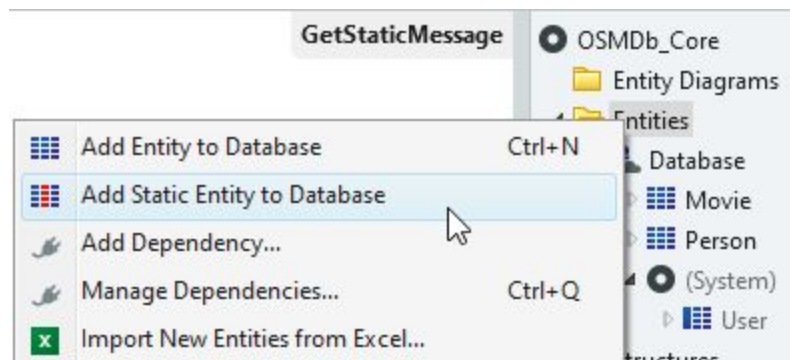 GetStaticMessage
OSMDb_Core
Entity Diagrams
Entities
Add Entity to Database Ctrl+N
Database
Add Static Entity to Database
Movie
Add Dependency...
Person
Manage Dependencies... Ctrl+Q
(System)
User
Import New Entities from Excel...